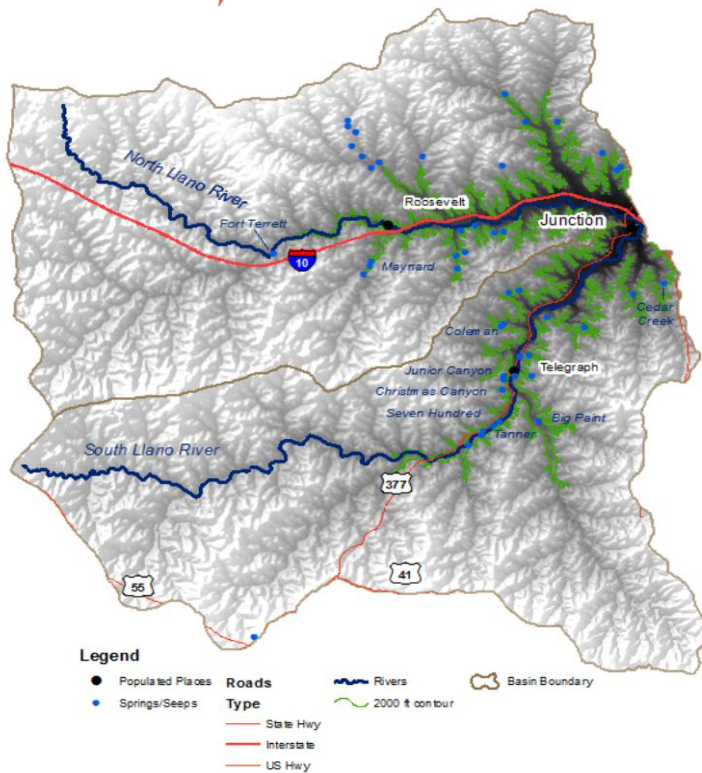 North Llano River
Roosevelt
Fort Terrett
Junction
10
Maynard
Cedar
Creek
Coleman
Junior Canyon
Telegraph
Christmas Canyon
Seven Hundred
Big Paint
Tanner
South Llano River
377
55
41
Legend
Populated Places
Springs/Seeps
Roads
Type
State Hwy
Interstate
US Hwy
Rivers
2000 ft contour
Basin Boundary